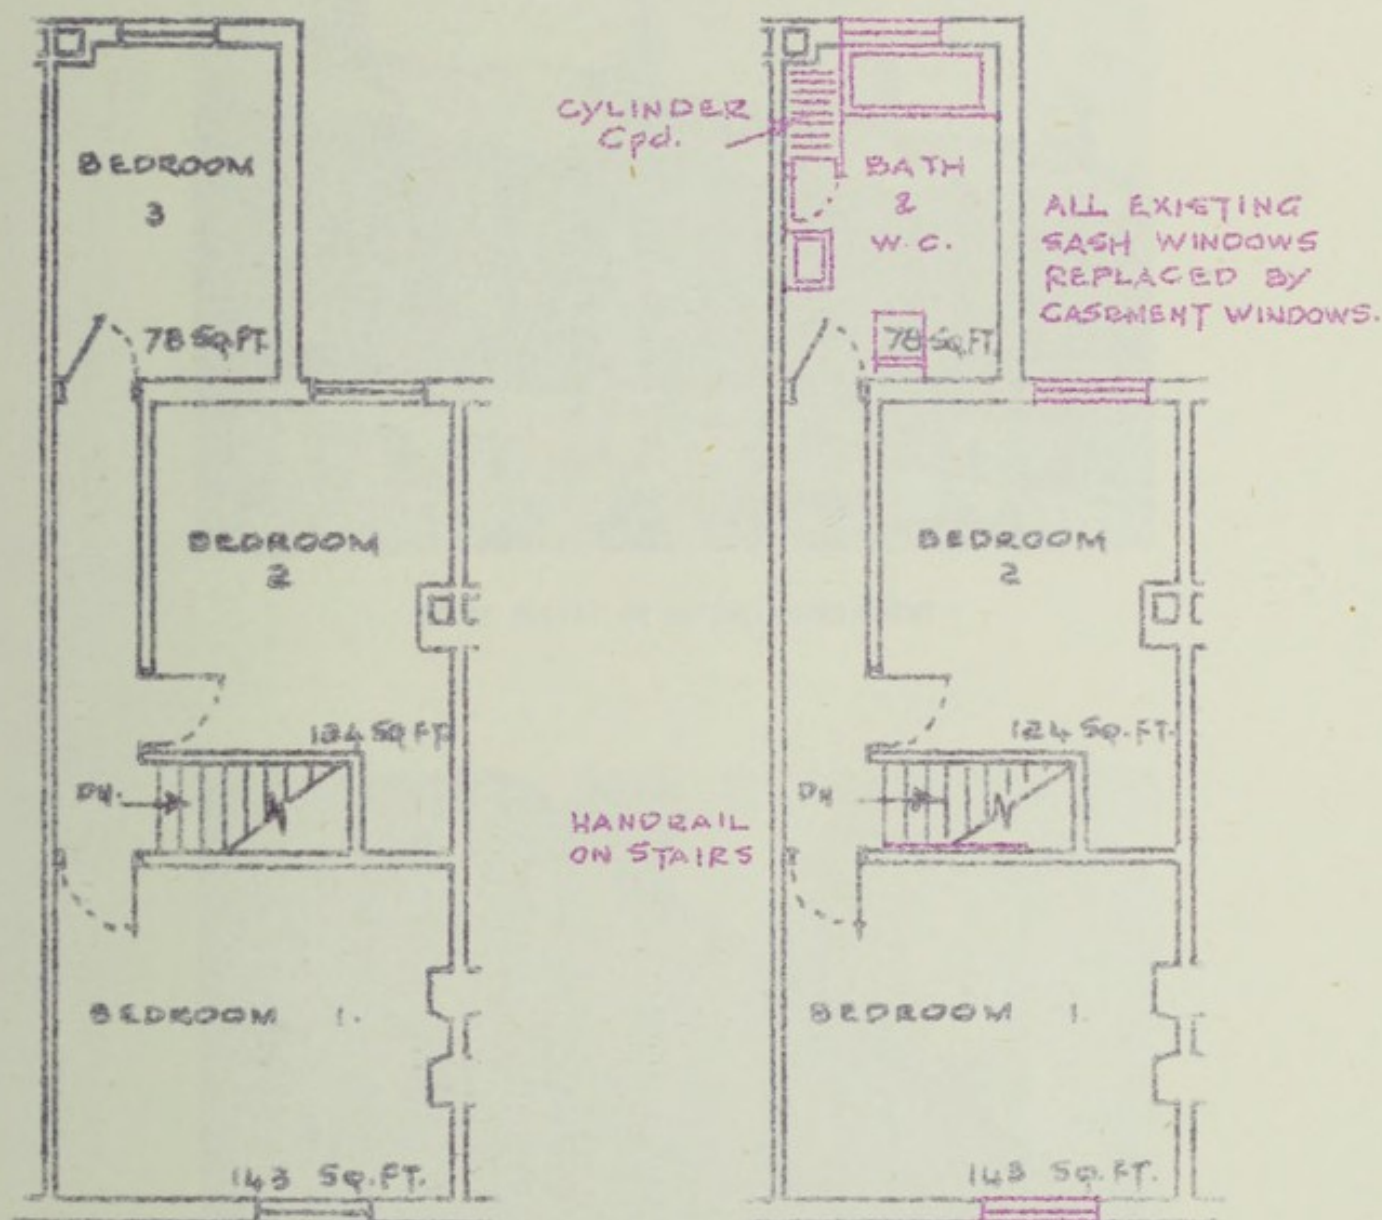 BEDROOM
3
78 SQ.FT.
BEDROOM
2
124 SQ FT.
DN.
BEDROOM 1.
143 SQ.FT.
CYLINDER
Cpd.
BATH
&
W.C.
78 SQ.FT.
ALL EXISTING
SASH WINDOWS
REPLACED BY
CASEMENT WINDOWS.
BEDROOM
2
124 SQ.FT.
DN
HANDRAIL
ON STAIRS
BEDROOM 1
143 SQ.FT.